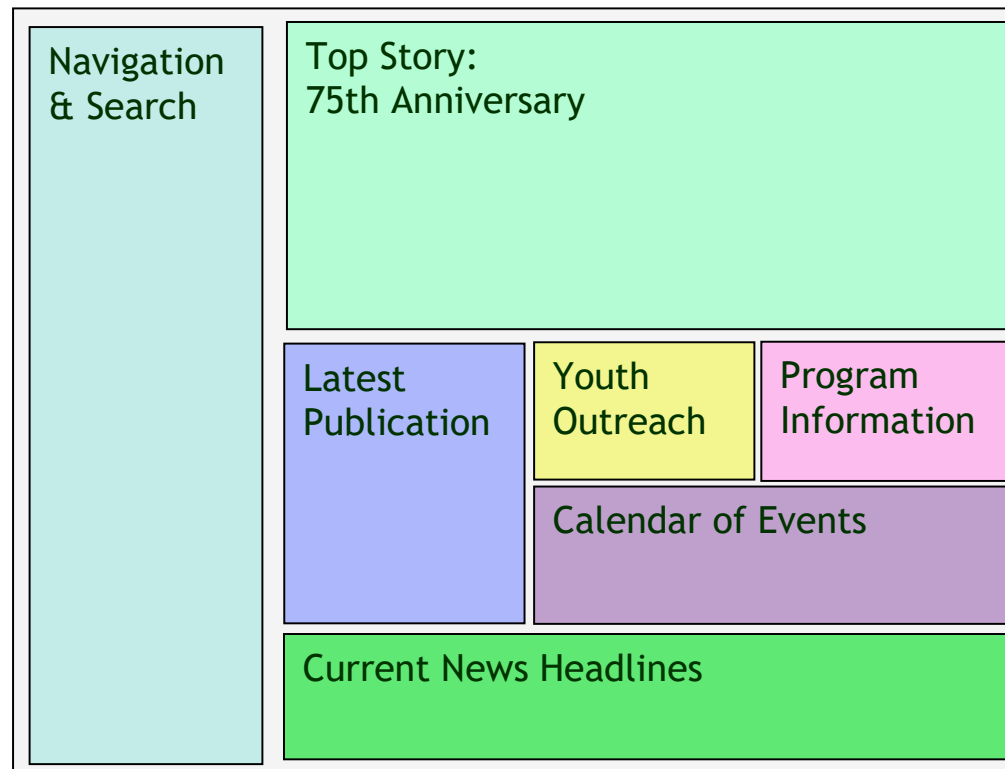 Navigation
& Search
Top Story:
75th Anniversary
Latest
Publication
Youth
Outreach
Program
Information
Calendar of Events
Current News Headlines